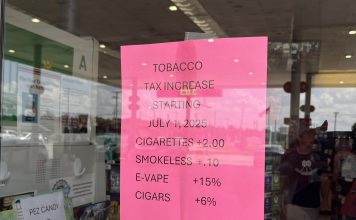 A
TOBACCO
TAX INCREASE
STARTING
JULY 1, 2025
CIGARETTES +2.00
SMOKELESS +.10
E-VAPE +15%
CIGARS +6%
PEZ CANDY